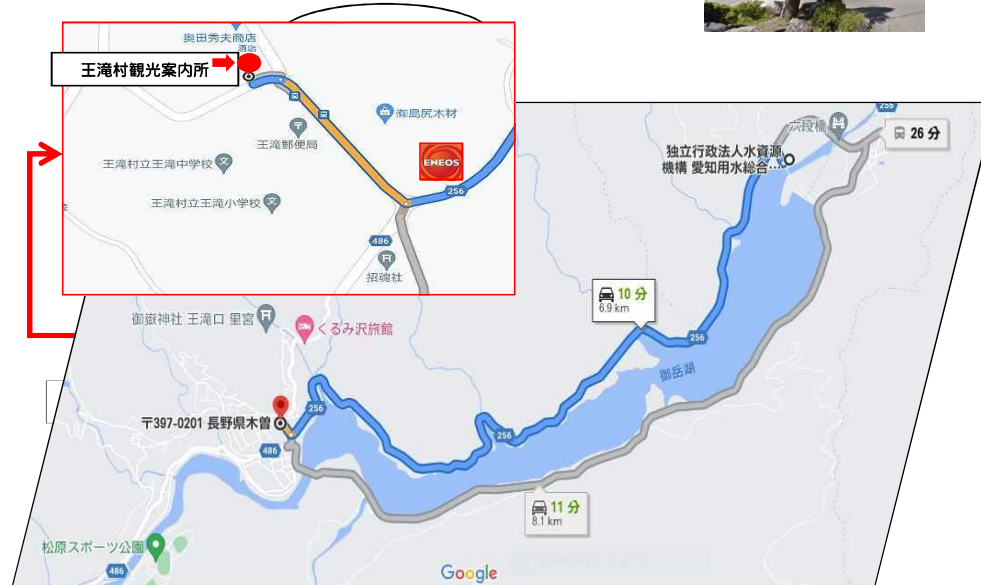 奥田秀夫商店
酒店
王滝村観光案内所
㈲島尻木材
王滝郵便局
ENEOS
王滝村立王滝中学校
256
王滝村立王滝小学校
486
招魂社
256
六段橋
26 分
独立行政法人水資源
機構 愛知用水総合...
10 分
6.9 km
御嶽神社 王滝口 里宮
くるみ沢旅館
256
御岳湖
〒397-0201 長野県木曽
256
256
486
11 分
8.1 km
松原スポーツ公園
486
Google